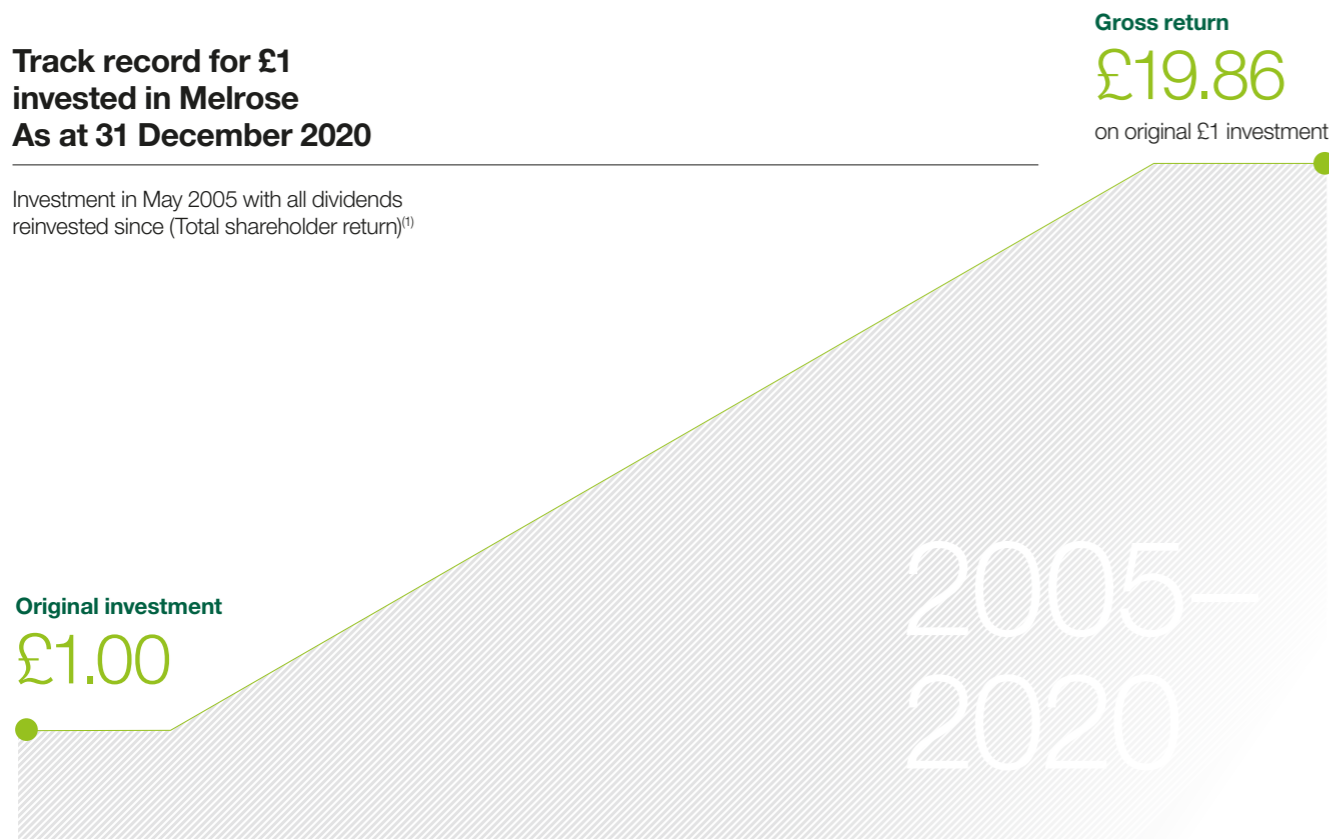 Track record for £1
invested in Melrose
As at 31 December 2020
Investment in May 2005 with all dividends
reinvested since (Total shareholder return)(1)
Gross return
£19.86
on original £1 investment
Original investment
£1.00
2005–
2020